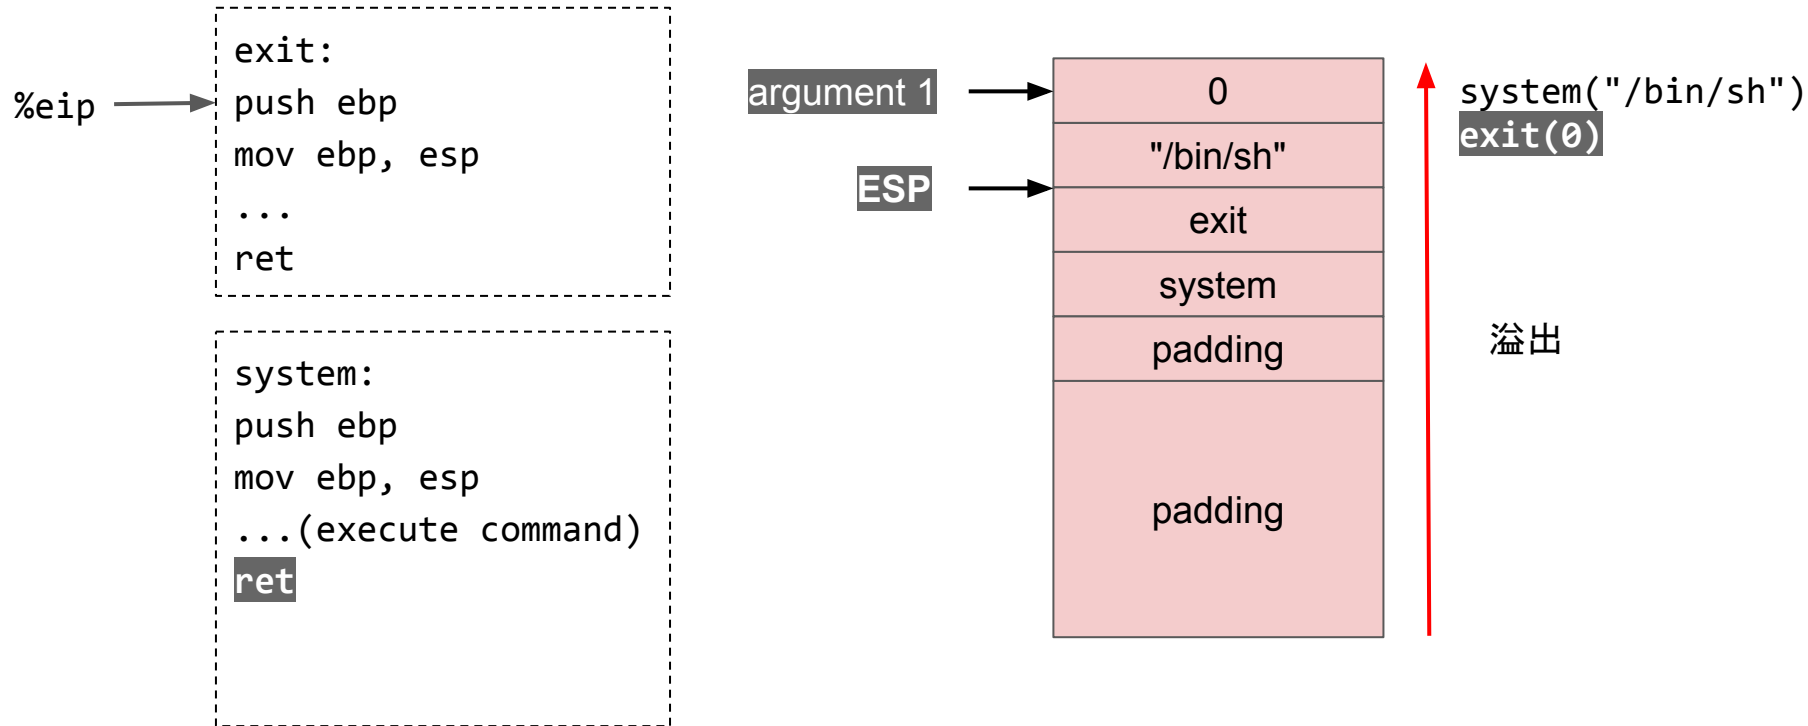 %eip
exit:
push ebp
mov ebp, esp
...
ret
system:
push ebp
mov ebp, esp
...(execute command)
ret
argument 1
ESP
0
"/bin/sh"
exit
system
padding
padding
system("/bin/sh")
exit(0)
溢出